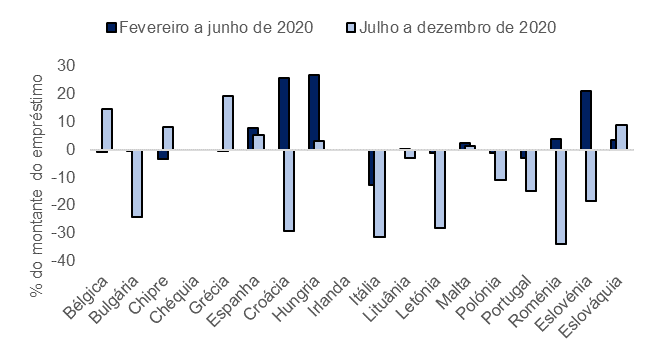 Fevereiro a junho de 2020 Julho a dezembro de 2020
% do montante do empréstimo
30
20
10
0
-10
-20
-30
-40
Bélgica
Bulgária
Chipre
Chéquia
Grécia
Espanha
Croácia
Hungria
Irlanda
Itália
Lituânia
Letónia
Malta
Polónia
Portugal
Roménia
Eslovénia
Eslováquia